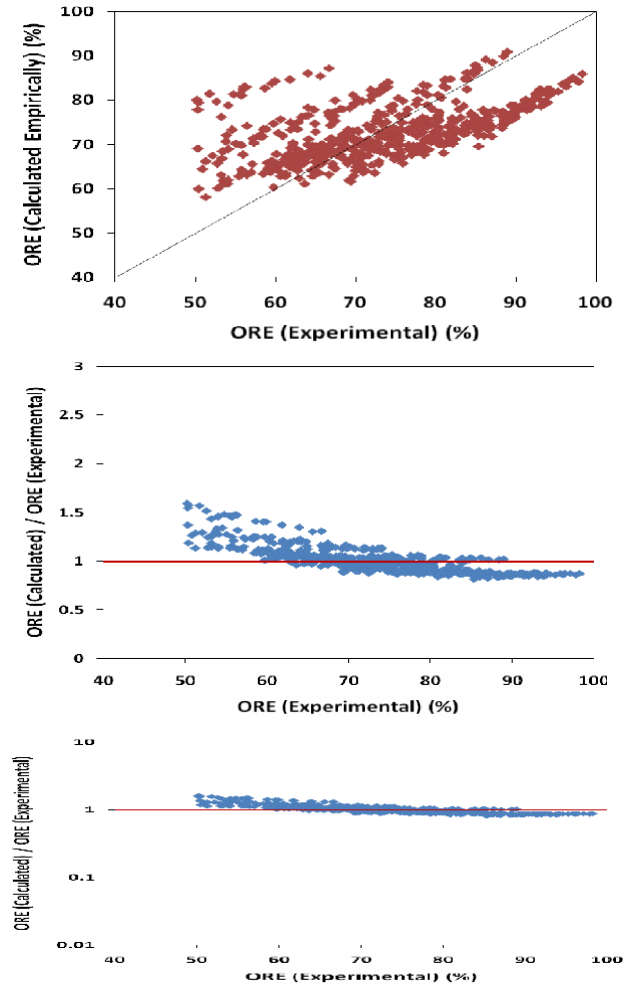 ORE (Calculated Empirically) (%)
100
90
80
70
60
50
40
40 50 60 70 80 90 100
ORE (Experimental) (%)
ORE (Calculated) / ORE (Experimental)
3
2.5
2
1.5
1
0.5
0
40 50 60 70 80 90 100
ORE (Experimental) (%)
ORE (Calculated) / ORE (Experimental)
10
1
0.1
0.01
40 50 60 70 80 90 100
ORE (Experimental) (%)